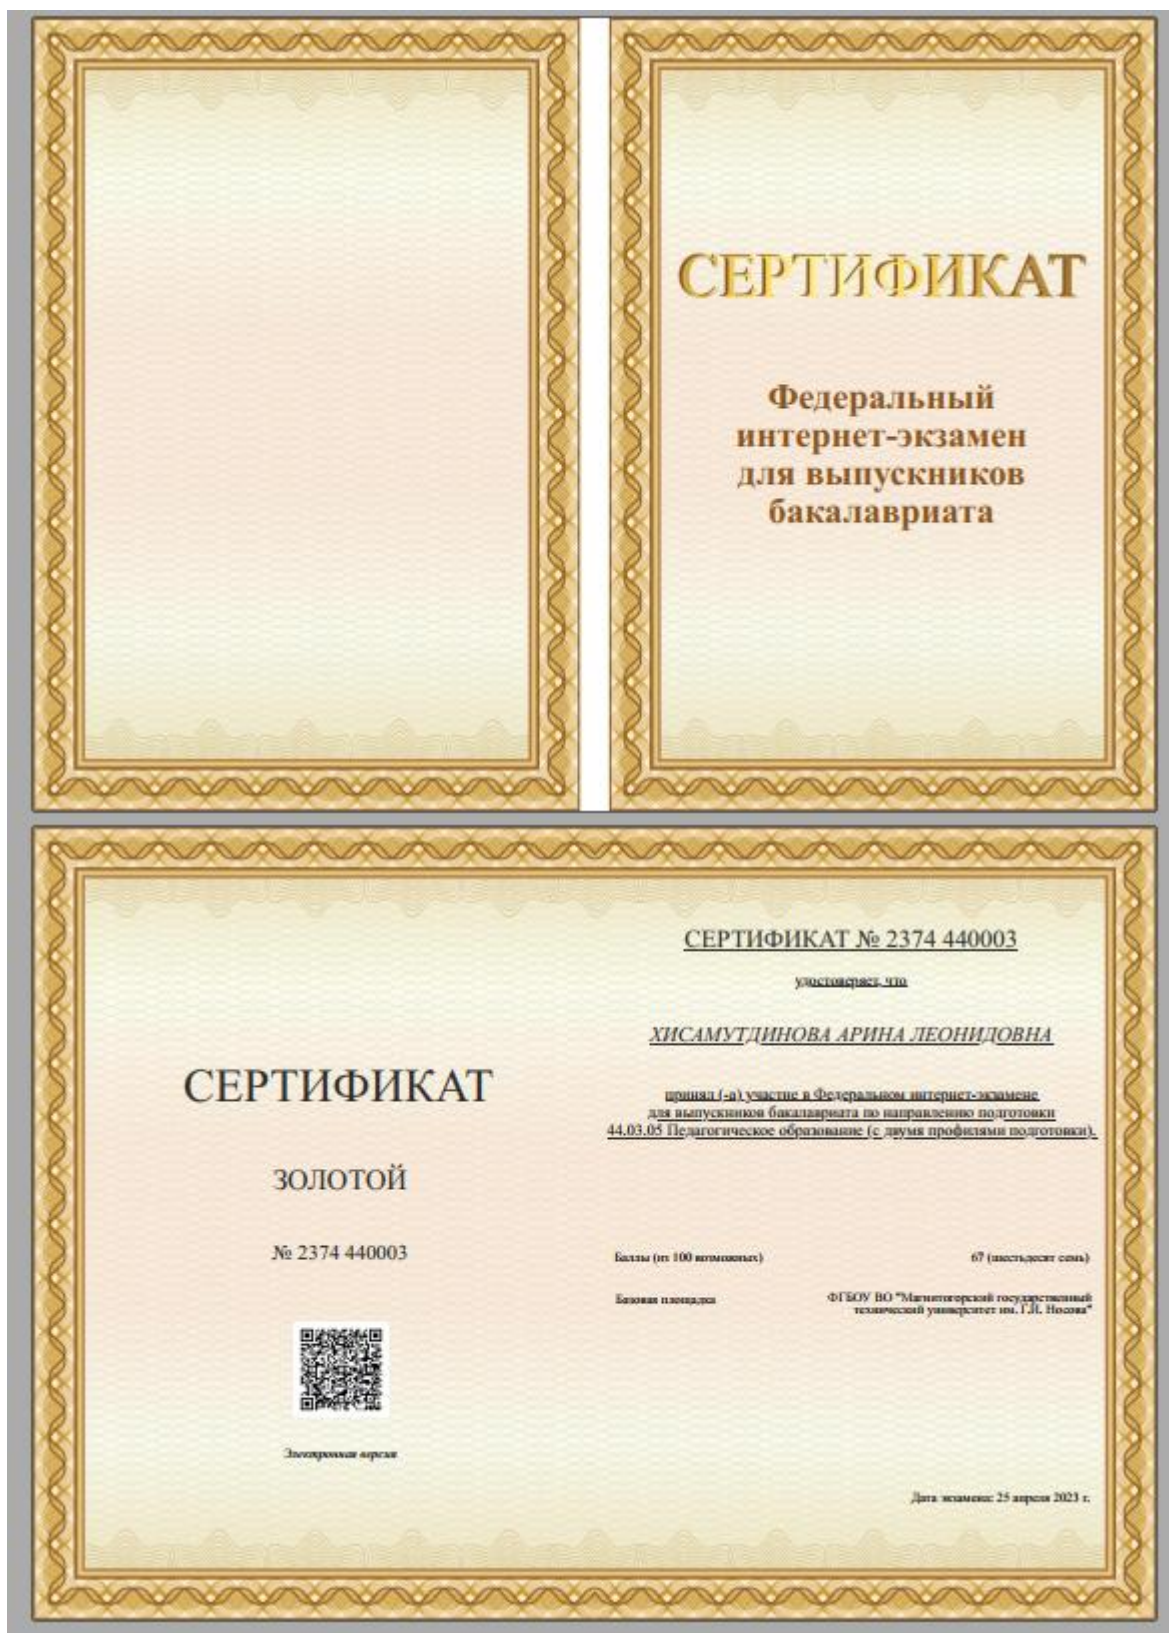 СЕРТИФИКАТ
Федеральный
интернет-экзамен
для выпускников
бакалавриата
СЕРТИФИКАТ
ЗОЛОТОЙ
№ 2374 440003
Электронная версия
СЕРТИФИКАТ № 2374 440003
удостоверяет, что
ХИСАМУТДИНОВА АРИНА ЛЕОНИДОВНА
принял (-а) участие в Федеральном интернет-экзамене
для выпускников бакалавриата по направлению подготовки
44.03.05 Педагогическое образование (с двумя профилями подготовки).
Баллы (из 100 возможных) 67 (шестьдесят семь)
Базовая площадка ФГБОУ ВО "Магнитогорский государственный
технический университет им. Г.И. Носова"
Дата экзамена: 25 апреля 2023 г.